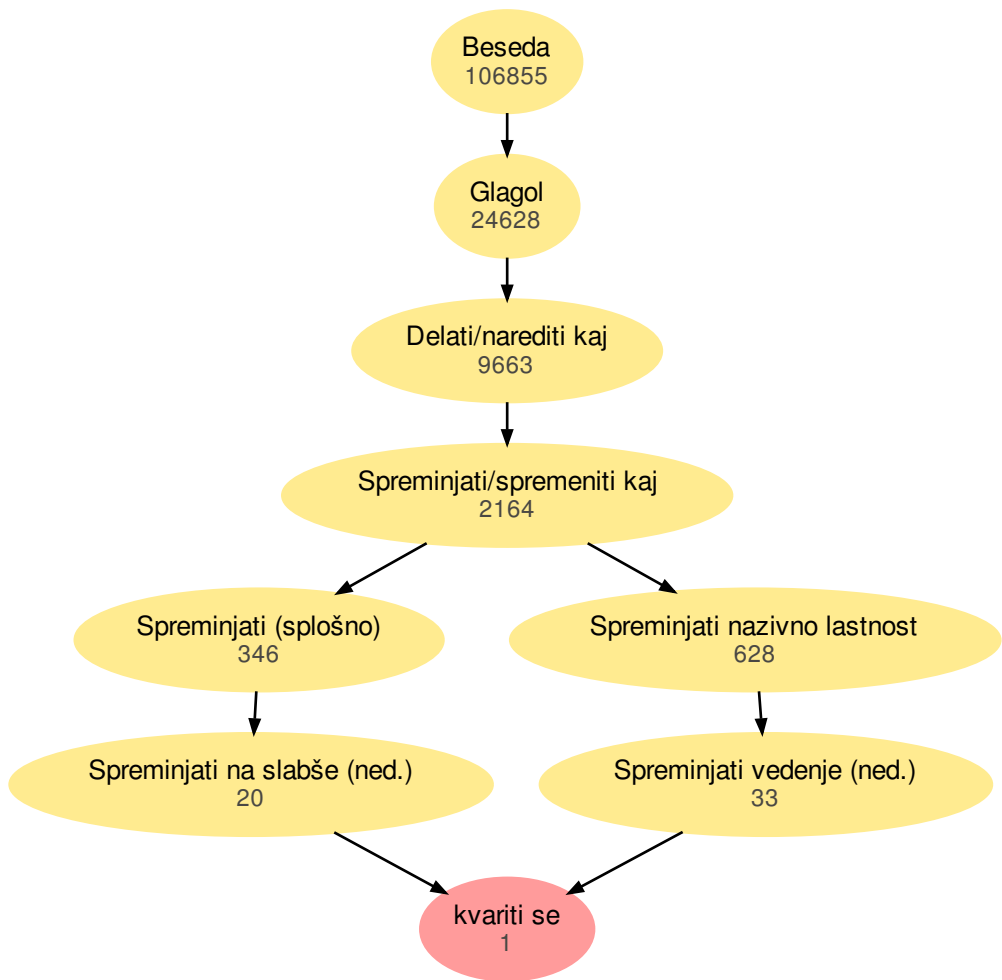 Beseda
106855
Glagol
24628
Delati/narediti kaj
9663
Spreminjati/spremeniti kaj
2164
Spreminjati (splošno)
346
Spreminjati nazivno lastnost
628
Spreminjati na slabše (ned.)
20
Spreminjati vedenje (ned.)
33
kvariti se
1